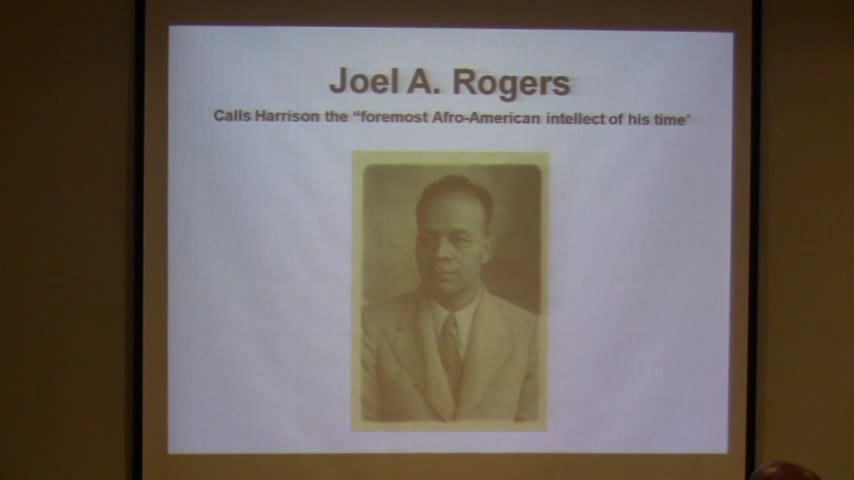 Joel A. Rogers
Calls Harrison the “foremost Afro-American intellect of his time”